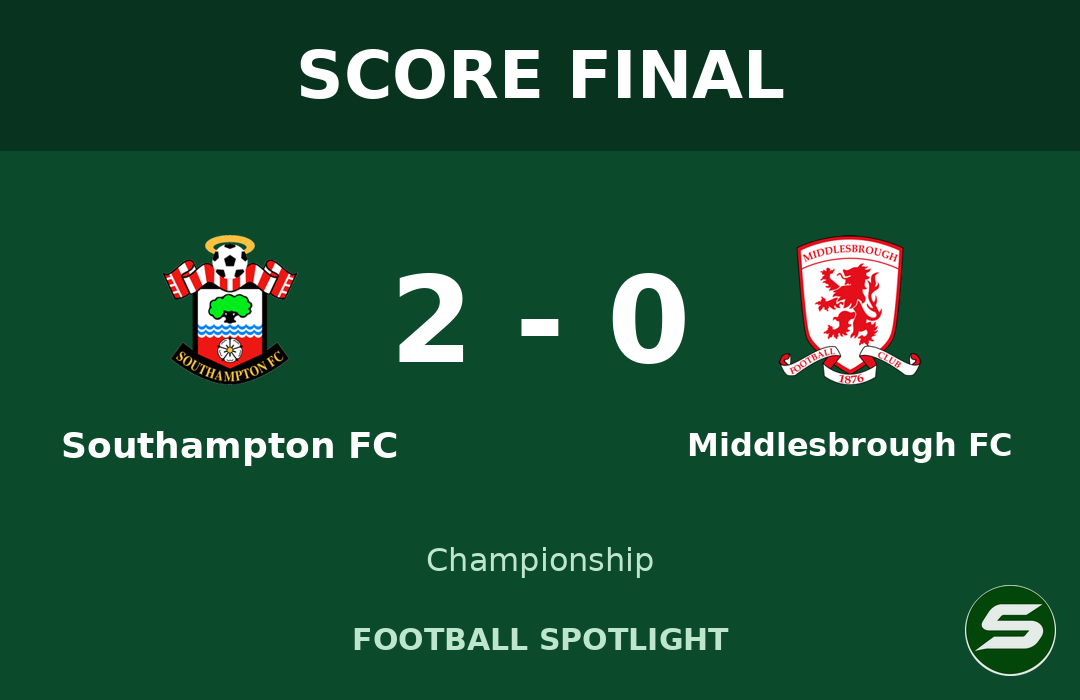 SCORE FINAL
2 - 0
SOUTHAMPTON FC
MIDDLESBROUGH
FOOTBALL CLUB
1876
Southampton FC
Middlesbrough FC
Championship
FOOTBALL SPOTLIGHT
S